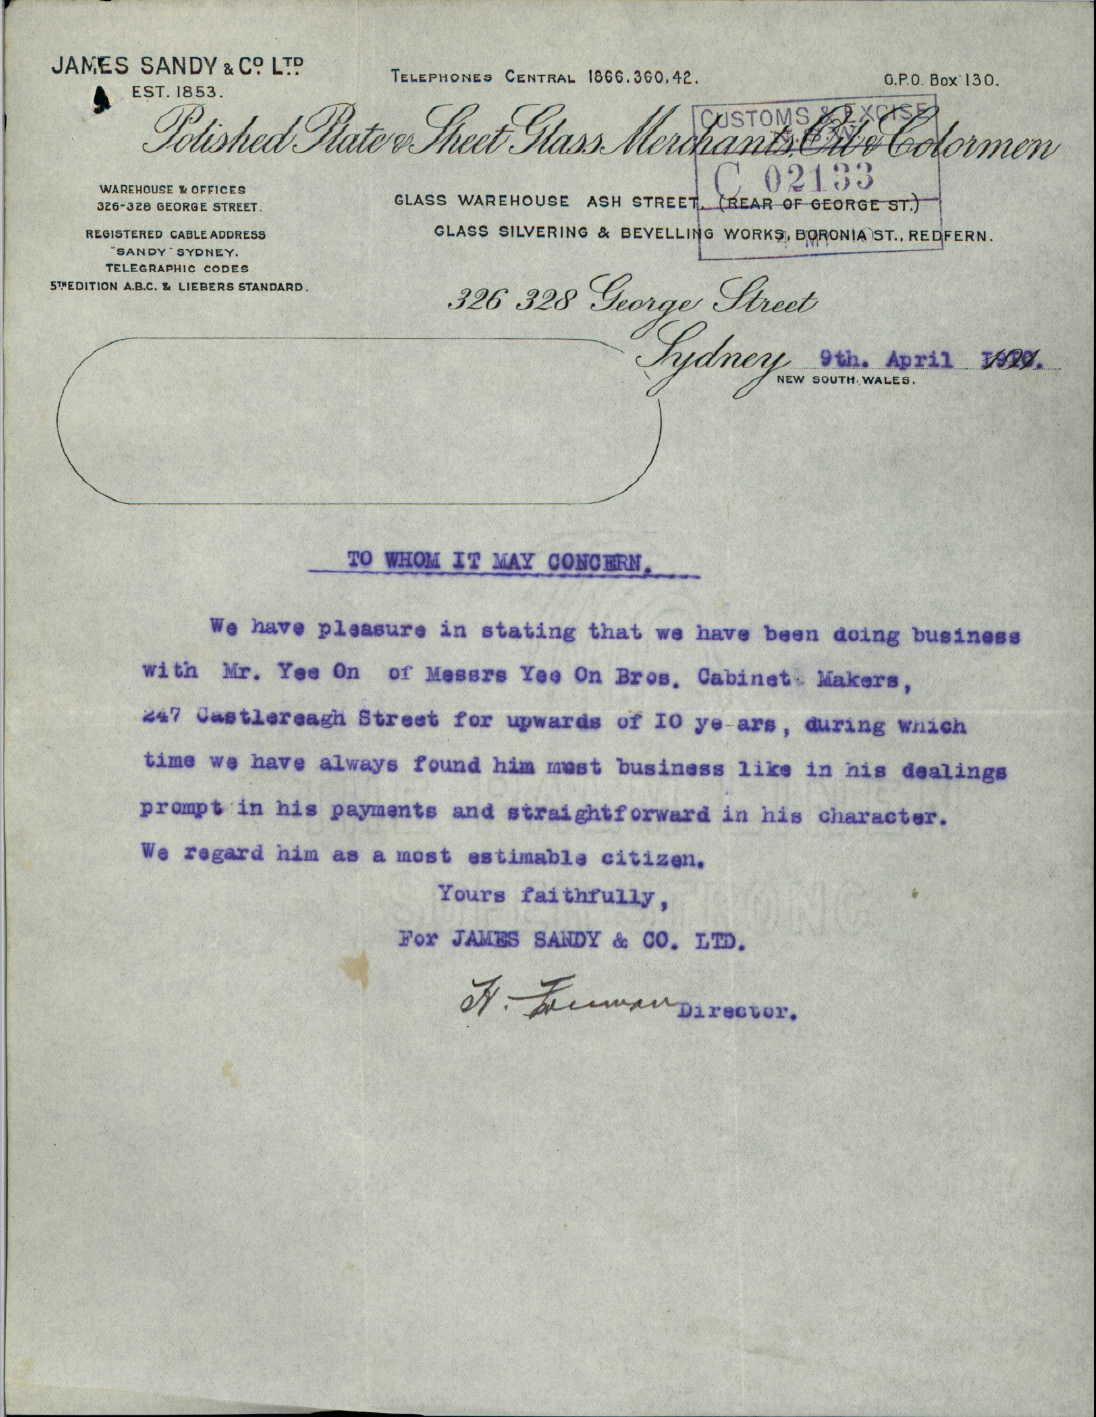 JAMES SANDY & CO. LTD
EST. 1853.
TELEPHONES CENTRAL 1866.360.42.
G.P.O. Box 130.
Polished Plate & Sheet Glass Merchants. Oil & Colormen
CUSTOMS & EXCISE
C 02133
WAREHOUSE & OFFICES
326-328 GEORGE STREET.
REGISTERED CABLE ADDRESS
"SANDY" SYDNEY.
TELEGRAPHIC CODES
5TH EDITION A.B.C. & LIEBERS STANDARD.
GLASS WAREHOUSE ASH STREET. (REAR OF GEORGE ST.)
GLASS SILVERING & BEVELLING WORKS, BORONIA ST., REDFERN.
326 328 George Street
Sydney 9th. April
NEW SOUTH WALES.
TO WHOM IT MAY CONCERN.
We have pleasure in stating that we have been doing business
with Mr. Yee On of Messrs Yee On Bros. Cabinet Makers,
247 Castlereagh Street for upwards of 10 ye ars, during which
time we have always found him most business like in his dealings
prompt in his payments and straightforward in his character.
We regard him as a most estimable citizen.
Yours faithfully,
For JAMES SANDY & CO. LTD.
H. Director.